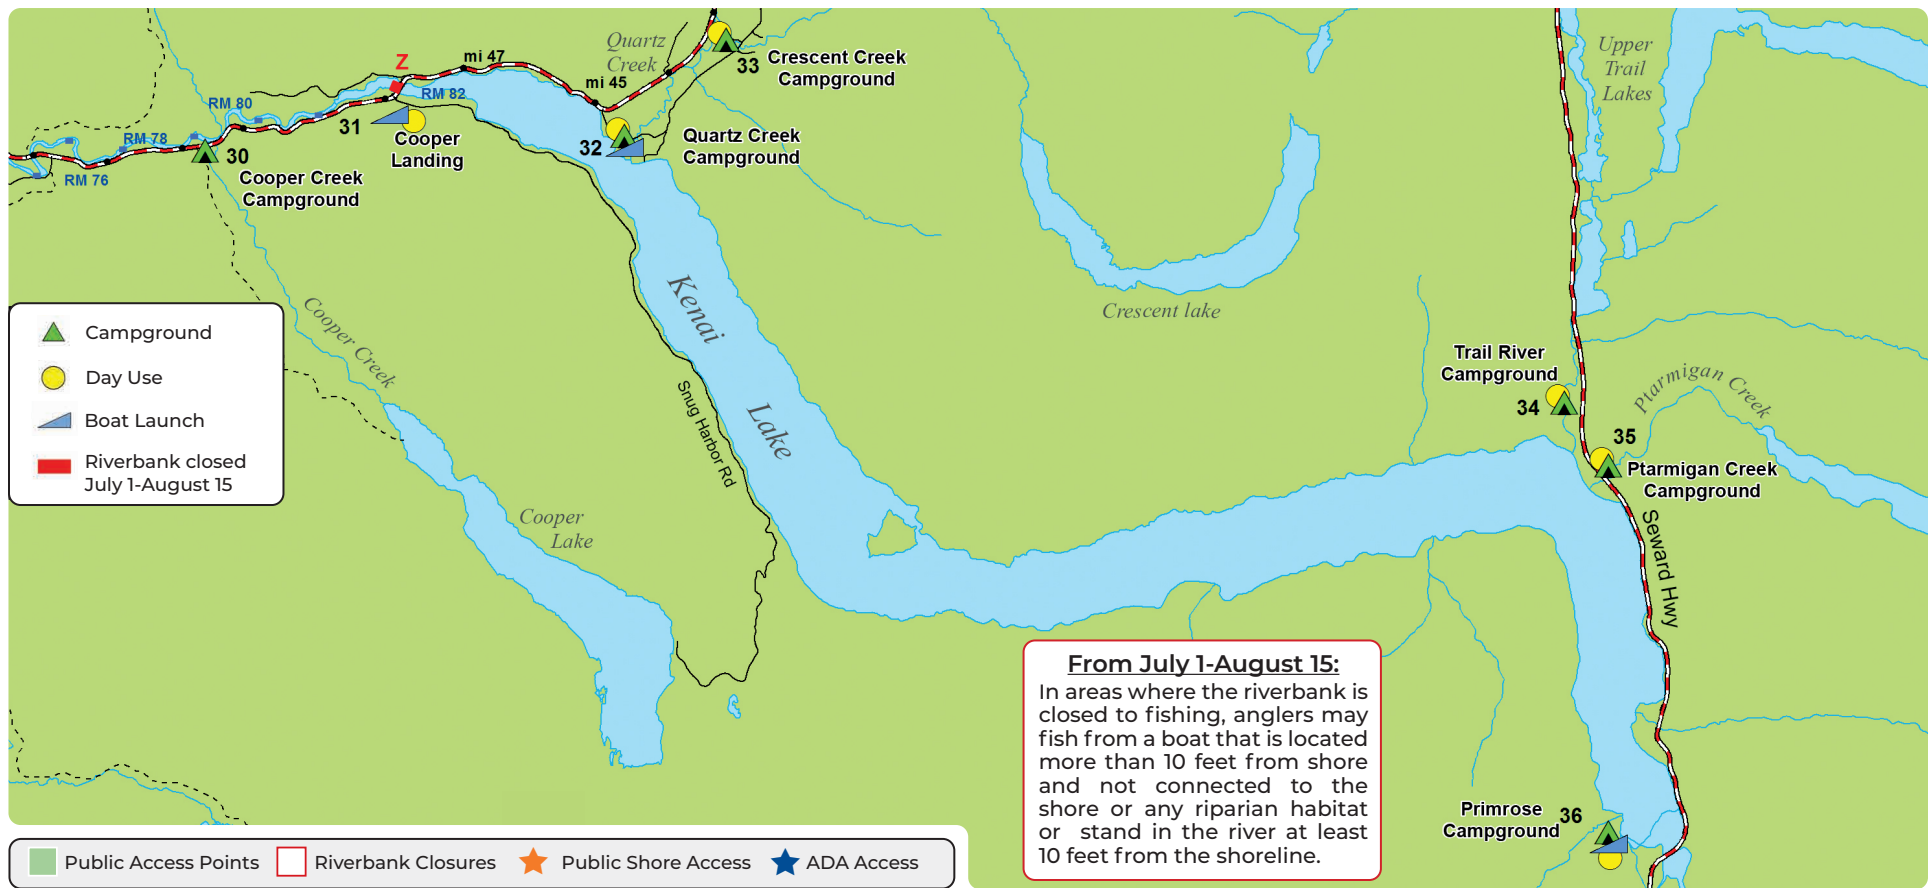 Quartz
Creek
33
Crescent Creek
Campground
Z
mi 47
mi 45
RM 80
RM 82
31
Cooper
Landing
32
Quartz Creek
Campground
RM 78
30
RM 76
Cooper Creek
Campground
Upper
Trail
Lakes
Kenai
Lake
Crescent lake
Cooper Creek
Snug Harbor Rd
Cooper
Lake
Trail River
Campground
34
Ptarmigan Creek
35
Ptarmigan Creek
Campground
Seward Hwy
Primrose
Campground
36
Campground
Day Use
Boat Launch
Riverbank closed
July 1-August 15
From July 1-August 15:
In areas where the riverbank is
closed to fishing, anglers may
fish from a boat that is located
more than 10 feet from shore
and not connected to the
shore or any riparian habitat
or stand in the river at least
10 feet from the shoreline.
Public Access Points
Riverbank Closures
Public Shore Access
ADA Access